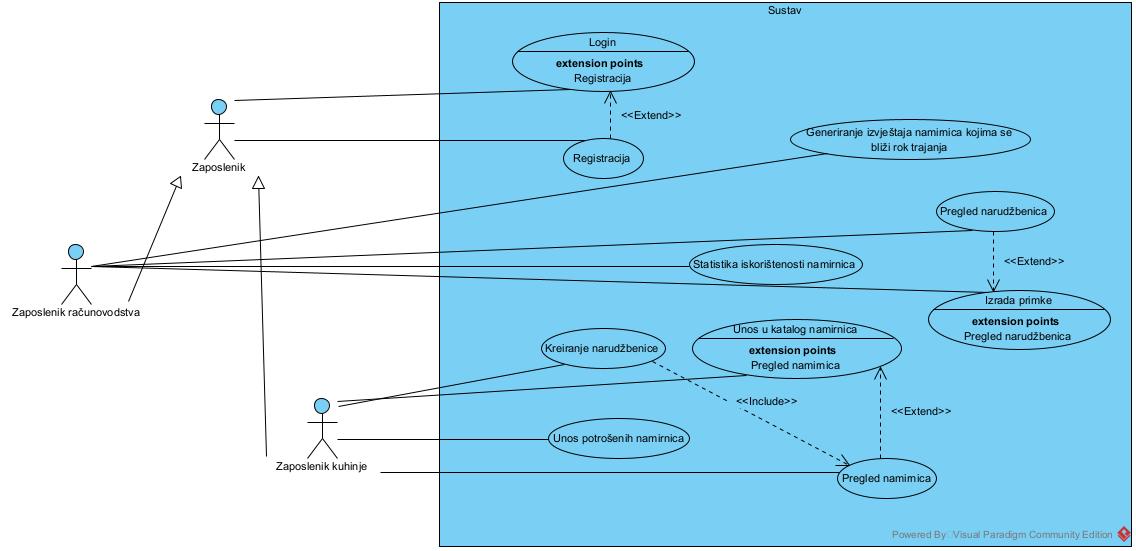 Sustav
Login
extension points
Registracija
<<Extend>>
Registracija
Zaposlenik
Generiranje izvještaja namirnica kojima se
bliži rok trajanja
Pregled narudžbenica
<<Extend>>
Statistika iskorištenosti namirnica
Izrada primke
extension points
Pregled narudžbenica
Zaposlenik računovodstva
Unos u katalog namirnica
extension points
Pregled namirnica
Kreiranje narudžbenice
<<Include>>
<<Extend>>
Unos potrošenih namirnica
Zaposlenik kuhinje
Pregled namirnica
Powered By Visual Paradigm Community Edition